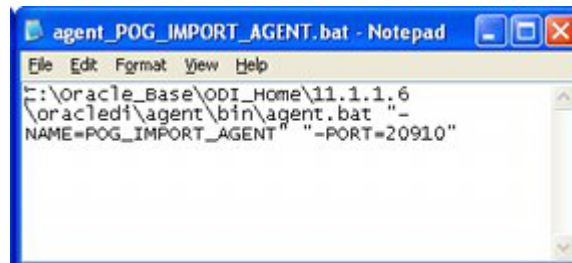 agent_POG_IMPORT_AGENT.bat - Notepad
File Edit Format View Help
C:\Oracle_Base\ODI_Home\11.1.1.6
\oracledi\agent\bin\agent.bat "-
NAME=POG_IMPORT_AGENT" "-PORT=20910"